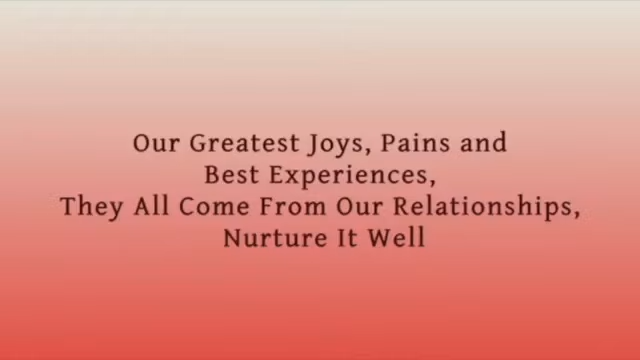 Our Greatest Joys, Pains and
Best Experiences,
They All Come From Our Relationships,
Nurture It Well